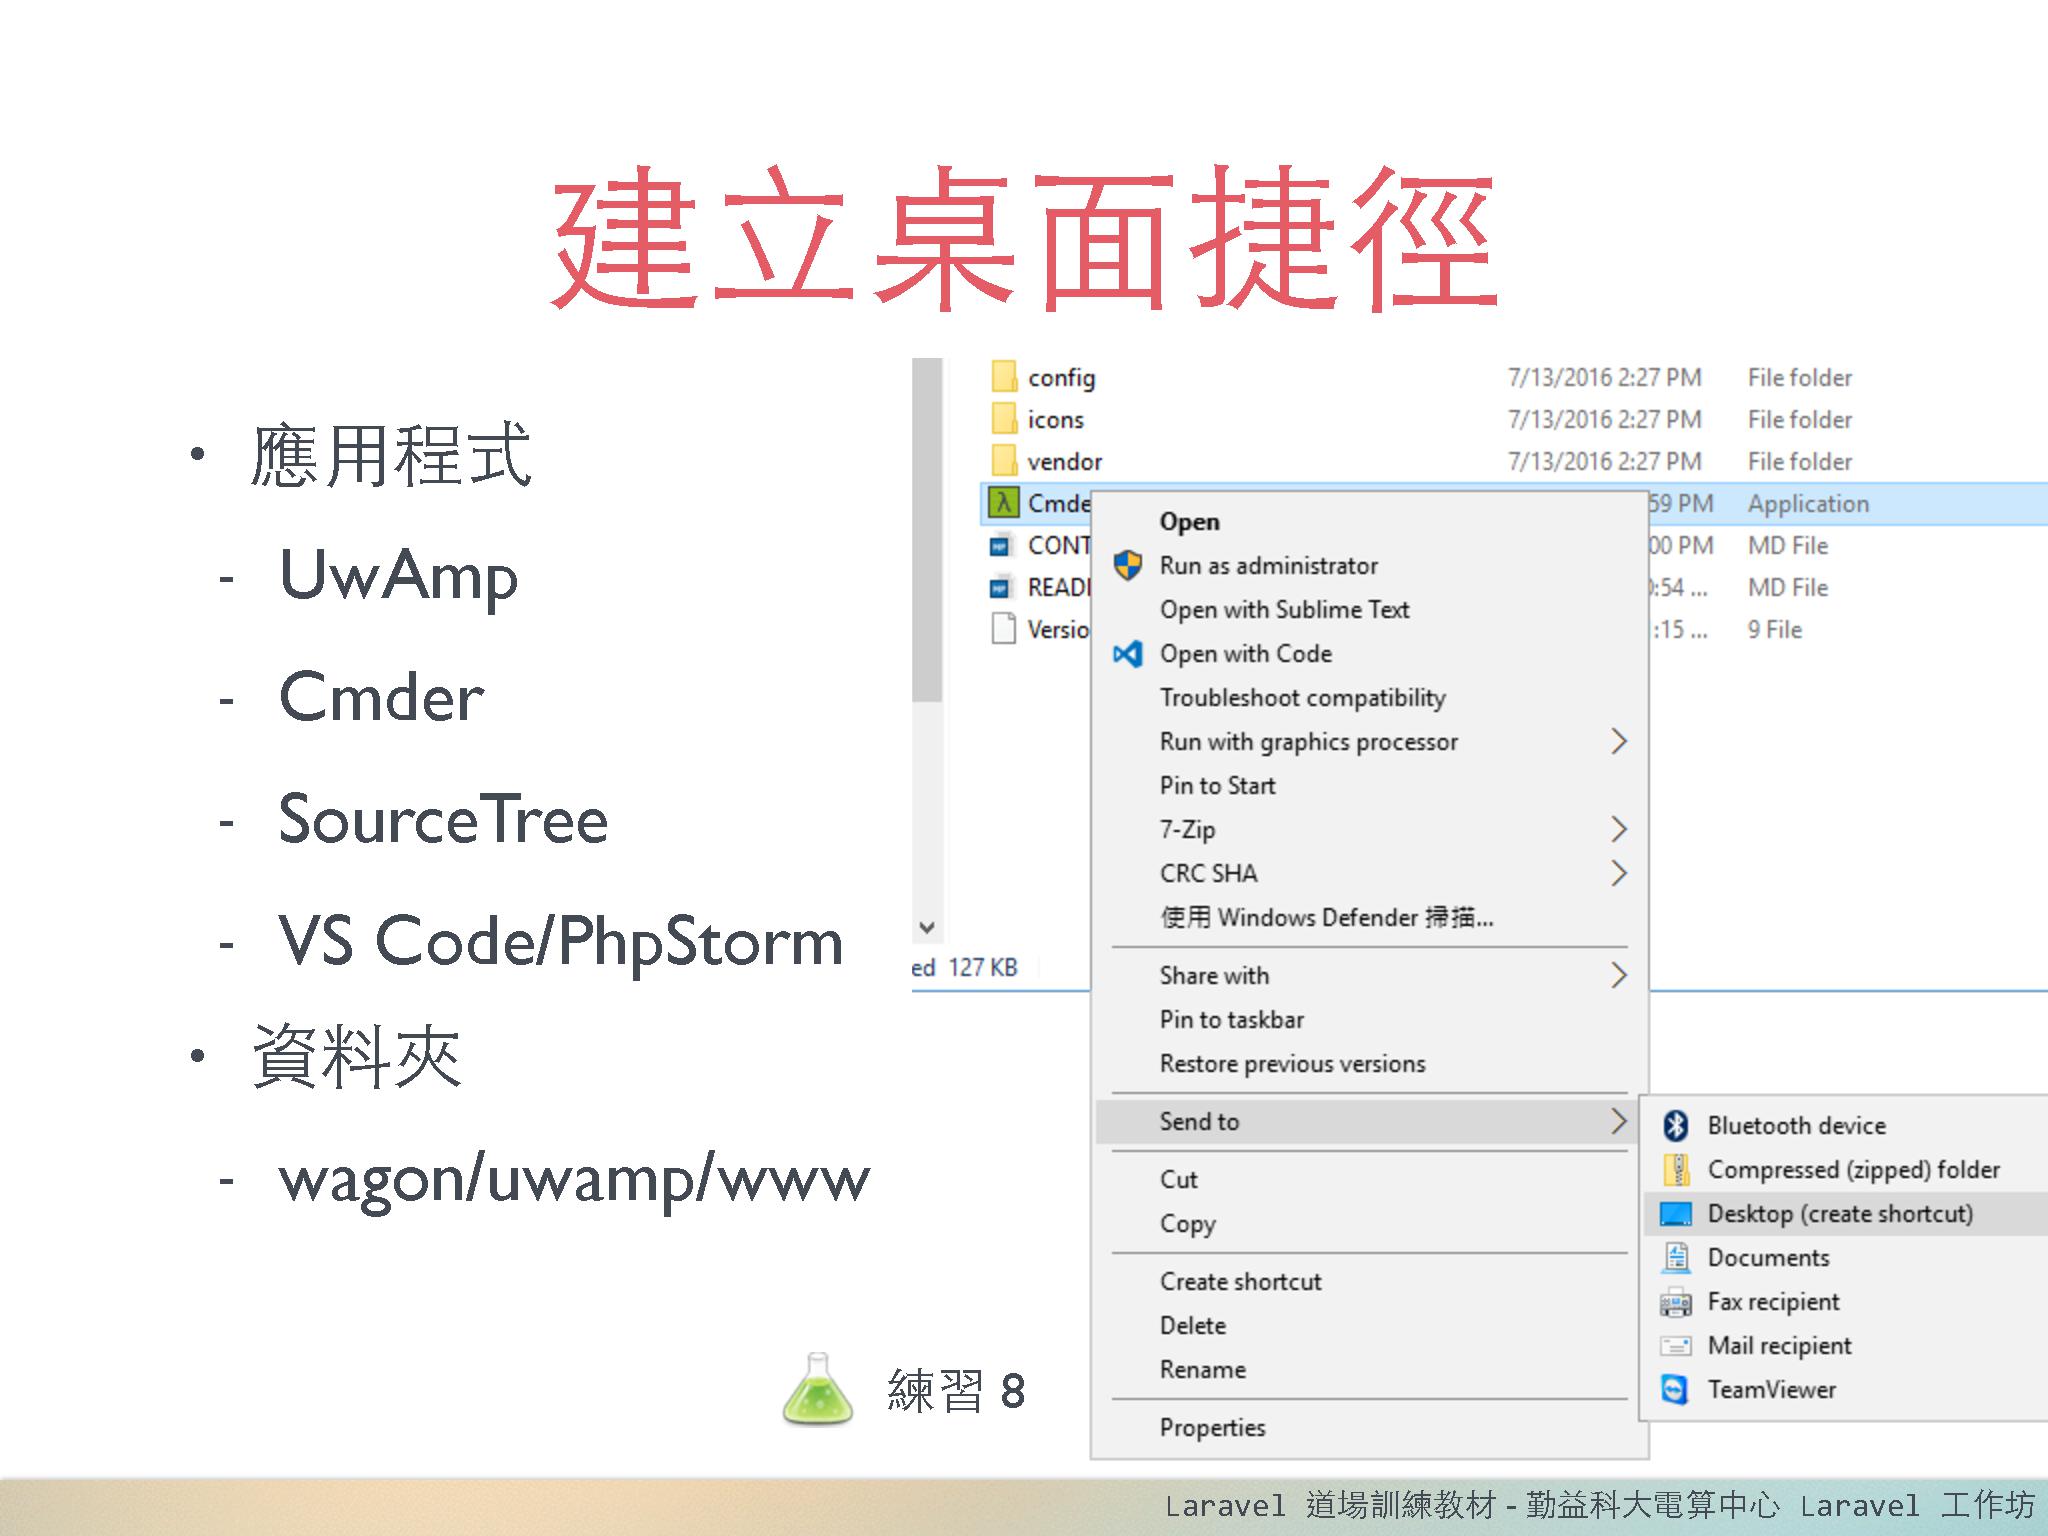 建立桌面捷徑
• 應用程式
- UwAmp
- Cmder
- SourceTree
- VS Code/PhpStorm
• 資料夾
- wagon/uwamp/www
練習 8
config 7/13/2016 2:27 PM File folder
icons 7/13/2016 2:27 PM File folder
vendor 7/13/2016 2:27 PM File folder
Cmde 59 PM Application
CONT 00 PM MD File
READ :54 ... MD File
Versio :15 ... 9 File
ed 127 KB
Open
Run as administrator
Open with Sublime Text
Open with Code
Troubleshoot compatibility
Run with graphics processor
Pin to Start
7-Zip
CRC SHA
使用 Windows Defender 掃描...
Share with
Pin to taskbar
Restore previous versions
Send to
Cut
Copy
Create shortcut
Delete
Rename
Properties
Bluetooth device
Compressed (zipped) folder
Desktop (create shortcut)
Documents
Fax recipient
Mail recipient
TeamViewer
Laravel 道場訓練教材 - 勤益科大電算中心 Laravel 工作坊